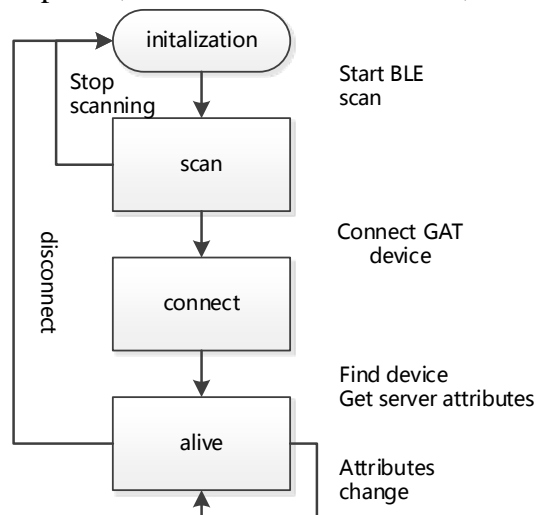 initalization
Start BLE
scan
Stop
scanning
scan
Connect GAT
device
disconnect
connect
Find device
Get server attributes
alive
Attributes
change